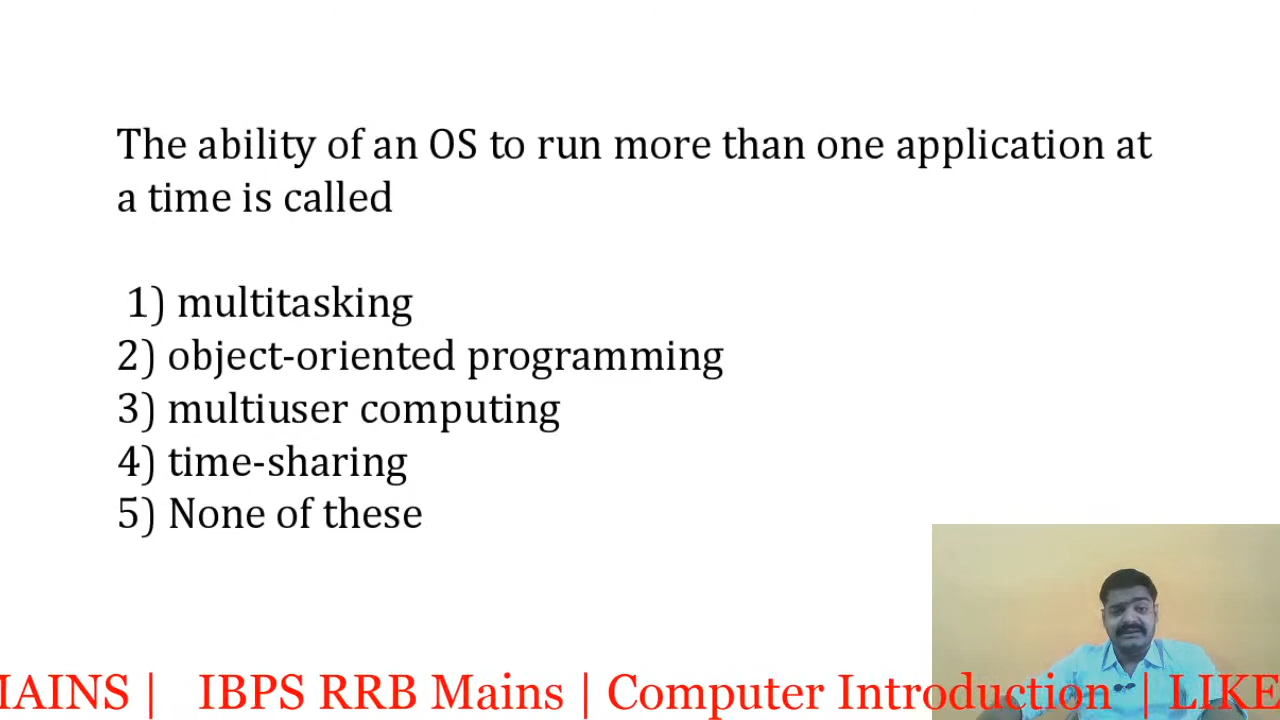 The ability of an OS to run more than one application at
a time is called
1) multitasking
2) object-oriented programming
3) multiuser computing
4) time-sharing
5) None of these
MAINS | IBPS RRB Mains | Computer Introduction | LIKE